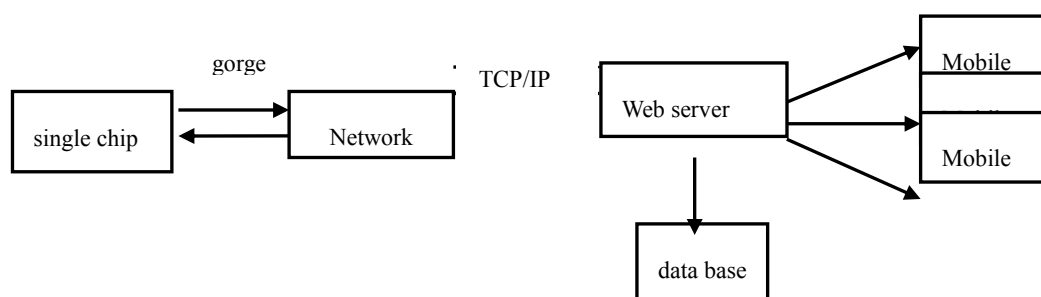 gorge
TCP/IP
Mobile
Web server
single chip
Network
Mobile
data base